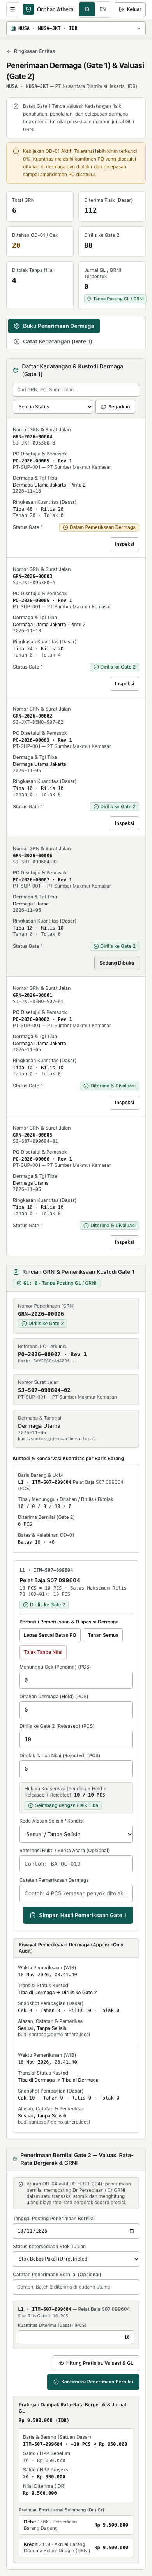 Orphac Athera
ID
EN
Keluar
NUSA · NUSA-JKT · IDR
Ringkasan Entitas
Penerimaan Dermaga (Gate 1) & Valuasi (Gate 2)
NUSA · NUSA-JKT — PT Nusantara Distribusi Jakarta (IDR)
Batas Gate 1 Tanpa Valuasi: Kedatangan fisik, penahanan, penolakan, dan pelepasan dermaga tidak mencatat nilai persediaan maupun jurnal GL / GRNI.
Kebijakan OD-01 Aktif: Toleransi lebih kirim terkunci 0%. Kuantitas melebihi komitmen PO yang disetujui ditahan di dermaga dan diblokir dari pelepasan sampai amandemen PO disetujui.
Total GRN
6
Diterima Fisik (Dasar)
112
Ditahan OD-01 / Cek
20
Dirilis ke Gate 2
88
Ditolak Tanpa Nilai
4
Jurnal GL / GRNI Terbentuk
0
Tanpa Posting GL / GRNI
Buku Penerimaan Dermaga
Catat Kedatangan (Gate 1)
Daftar Kedatangan & Kustodi Dermaga (Gate 1)
Cari GRN, PO, Surat Jalan...
Semua Status
Segarkan
Nomor GRN & Surat Jalan
GRN-2026-00004
SJ-JKT-095380-B
PO Disetujui & Pemasok
PO-2026-00005 · Rev 1
PT-SUP-001 — PT Sumber Makmur Kemasan
Dermaga & Tgl Tiba
Dermaga Utama Jakarta · Pintu 2
2026-11-18
Ringkasan Kuantitas (Dasar)
Tiba 48 · Rilis 28
Tahan 20 · Tolak 0
Status Gate 1
Dalam Pemeriksaan Dermaga
Inspeksi
Nomor GRN & Surat Jalan
GRN-2026-00003
SJ-JKT-095380-A
PO Disetujui & Pemasok
PO-2026-00005 · Rev 1
PT-SUP-001 — PT Sumber Makmur Kemasan
Dermaga & Tgl Tiba
Dermaga Utama Jakarta · Pintu 2
2026-11-18
Ringkasan Kuantitas (Dasar)
Tiba 24 · Rilis 20
Tahan 0 · Tolak 4
Status Gate 1
Dirilis ke Gate 2
Inspeksi
Nomor GRN & Surat Jalan
GRN-2026-00002
SJ-JKT-DEMO-S07-02
PO Disetujui & Pemasok
PO-2026-00003 · Rev 1
PT-SUP-001 — PT Sumber Makmur Kemasan
Dermaga & Tgl Tiba
Dermaga Utama Jakarta
2026-11-06
Ringkasan Kuantitas (Dasar)
Tiba 10 · Rilis 10
Tahan 0 · Tolak 0
Status Gate 1
Dirilis ke Gate 2
Inspeksi
Nomor GRN & Surat Jalan
GRN-2026-00006
SJ-S07-099604-02
PO Disetujui & Pemasok
PO-2026-00007 · Rev 1
PT-SUP-001 — PT Sumber Makmur Kemasan
Dermaga & Tgl Tiba
Dermaga Utama
2026-11-06
Ringkasan Kuantitas (Dasar)
Tiba 10 · Rilis 10
Tahan 0 · Tolak 0
Status Gate 1
Dirilis ke Gate 2
Sedang Dibuka
Nomor GRN & Surat Jalan
GRN-2026-00001
SJ-JKT-DEMO-S07-01
PO Disetujui & Pemasok
PO-2026-00002 · Rev 1
PT-SUP-001 — PT Sumber Makmur Kemasan
Dermaga & Tgl Tiba
Dermaga Utama Jakarta
2026-11-05
Ringkasan Kuantitas (Dasar)
Tiba 10 · Rilis 10
Tahan 0 · Tolak 0
Status Gate 1
Diterima & Divaluasi
Inspeksi
Nomor GRN & Surat Jalan
GRN-2026-00005
SJ-S07-099604-01
PO Disetujui & Pemasok
PO-2026-00006 · Rev 1
PT-SUP-001 — PT Sumber Makmur Kemasan
Dermaga & Tgl Tiba
Dermaga Utama
2026-11-05
Ringkasan Kuantitas (Dasar)
Tiba 10 · Rilis 10
Tahan 0 · Tolak 0
Status Gate 1
Diterima & Divaluasi
Inspeksi
Rincian GRN & Pemeriksaan Kustodi Gate 1
GL: 0 · Tanpa Posting GL / GRNI
Nomor Penerimaan (GRN)
GRN-2026-00006
Dirilis ke Gate 2
Referensi PO Terkunci
PO-2026-00007 · Rev 1
Nomor Surat Jalan
SJ-S07-099604-02
PT-SUP-001 — PT Sumber Makmur Kemasan
Dermaga & Tanggal
Dermaga Utama
2026-11-06
budi.santoso@demo.athera.local
Kustodi & Konservasi Kuantitas per Baris Barang
Baris Barang & UoM
L1 · ITM-S07-099604 Pelat Baja S07 099604 (PCS)
Tiba / Menunggu / Ditahan / Dirilis / Ditolak
10 / 0 / 0 / 10 / 0
Diterima Bernilai (Gate 2)
0 PCS
Batas & Kelebihan OD-01
Batas 10 · +0
L1 · ITM-S07-099604
Pelat Baja S07 099604
10 PCS = 10 PCS · Batas Maksimum Rilis PO (OD-01): 10 PCS
Dirilis ke Gate 2
Perbarui Pemeriksaan & Disposisi Dermaga
Lepas Sesuai Batas PO
Tahan Semua
Tolak Tanpa Nilai
Menunggu Cek (Pending) (PCS)
0
Ditahan Dermaga (Held) (PCS)
0
Dirilis ke Gate 2 (Released) (PCS)
10
Ditolak Tanpa Nilai (Rejected) (PCS)
0
Hukum Konservasi (Pending + Held + Released + Rejected): 10 / 10 PCS
Seimbang dengan Fisik Tiba
Kode Alasan Selisih / Kondisi
Sesuai / Tanpa Selisih
Referensi Bukti / Berita Acara (Opsional)
Contoh: BA-QC-019
Catatan Pemeriksaan Dermaga
Contoh: 4 PCS kemasan penyok ditolak;
Simpan Hasil Pemeriksaan Gate 1
Riwayat Pemeriksaan Dermaga (Append-Only Audit)
Waktu Pemeriksaan (WIB)
18 Nov 2026, 08.41.40
Transisi Status Kustodi
Tiba di Dermaga → Dirilis ke Gate 2
Snapshot Pembagian (Dasar)
Cek 0 · Tahan 0 · Rilis 10 · Tolak 0
Alasan, Catatan & Pemeriksa
Sesuai / Tanpa Selisih
budi.santoso@demo.athera.local
Waktu Pemeriksaan (WIB)
18 Nov 2026, 08.41.40
Transisi Status Kustodi
Tiba di Dermaga → Tiba di Dermaga
Snapshot Pembagian (Dasar)
Cek 10 · Tahan 0 · Rilis 0 · Tolak 0
Alasan, Catatan & Pemeriksa
Sesuai / Tanpa Selisih
budi.santoso@demo.athera.local
Penerimaan Bernilai Gate 2 — Valuasi Rata-Rata Bergerak & GRNI
Aturan OD-04 aktif (ATH-CR-004): penerimaan bernilai memposting Dr Persediaan / Cr GRNI dalam satu transaksi atomik dan menghitung ulang biaya rata-rata bergerak secara presisi.
Tanggal Posting Penerimaan Bernilai
18/11/2026
Status Ketersediaan Stok Tujuan
Stok Bebas Pakai (Unrestricted)
Catatan Penerimaan Bernilai (Opsional)
Contoh: Batch 2 diterima di gudang utama
L1 · ITM-S07-099604 — Pelat Baja S07 099604
Sisa Rilis Gate 1: 10 PCS
Kuantitas Diterima (Dasar) (PCS)
10
Hitung Pratinjau Valuasi & GL
Konfirmasi Penerimaan Bernilai
Pratinjau Dampak Rata-Rata Bergerak & Jurnal GL
Rp 9.500.000 (IDR)
Baris & Barang (Satuan Dasar)
ITM-S07-099604 · +10 PCS @ Rp 950.000
Saldo / HPP Sebelum
10 · Rp 850.000
Saldo / HPP Proyeksi
20 · Rp 900.000
Nilai Diterima (IDR)
Rp 9.500.000
Pratinjau Entri Jurnal Seimbang (Dr / Cr)
Debit 1300 · Persediaan Barang Dagang
Rp 9.500.000
Kredit 2150 · Akrual Barang Diterima Belum Ditagih (GRNI)
Rp 9.500.000